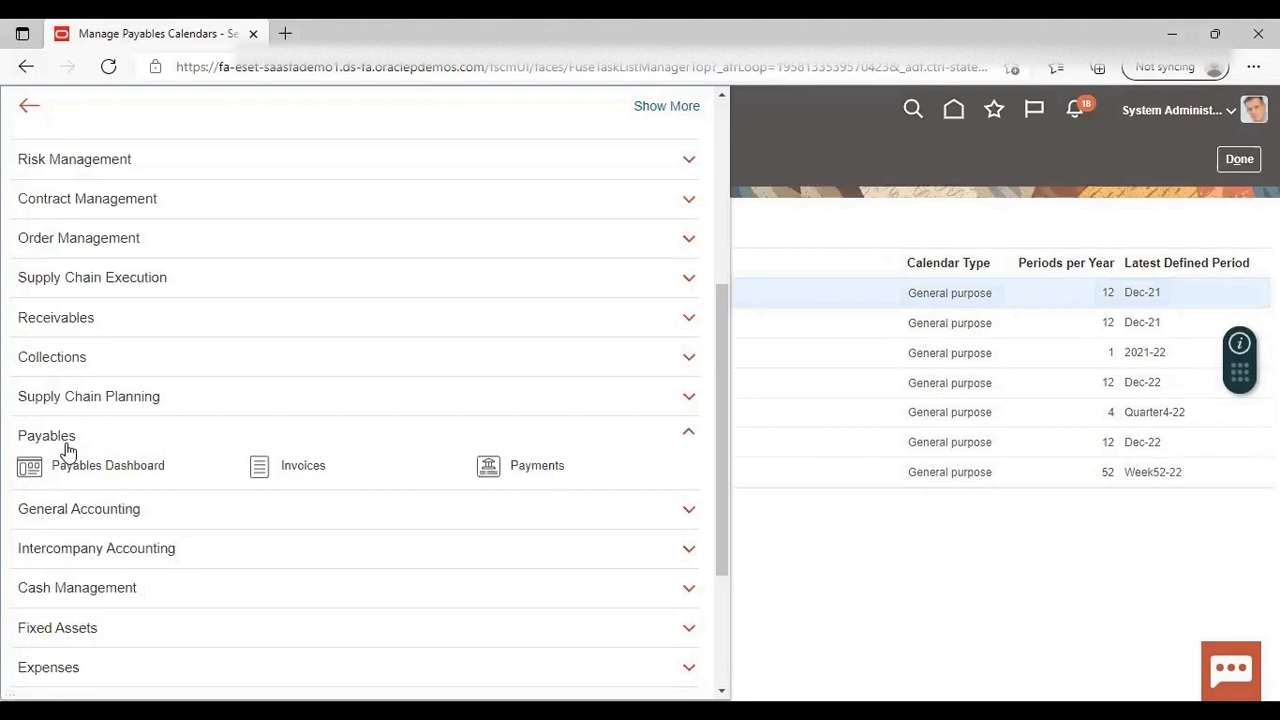 Manage Payables Calendars - Se
https://fa-eset-saasfademo1.ds-fa.oraclepdemos.com/fscmUI/faces/FuseTaskListManagerTop?_afrLoop=19581335395704238&_adf.ctrl-state...
Not syncing
Show More
18
System Administ...
Done
Risk Management
Contract Management
Order Management
Supply Chain Execution
Receivables
Collections
Supply Chain Planning
Payables
Payables Dashboard
Invoices
Payments
General Accounting
Intercompany Accounting
Cash Management
Fixed Assets
Expenses
Calendar Type Periods per Year Latest Defined Period
General purpose 12 Dec-21
General purpose 12 Dec-21
General purpose 1 2021-22
General purpose 12 Dec-22
General purpose 4 Quarter4-22
General purpose 12 Dec-22
General purpose 52 Week52-22